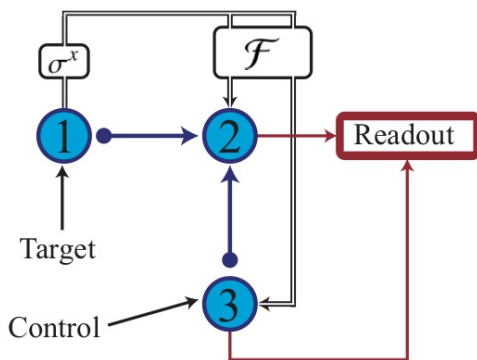 σ^x
ℱ
1
2
Readout
Target
3
Control